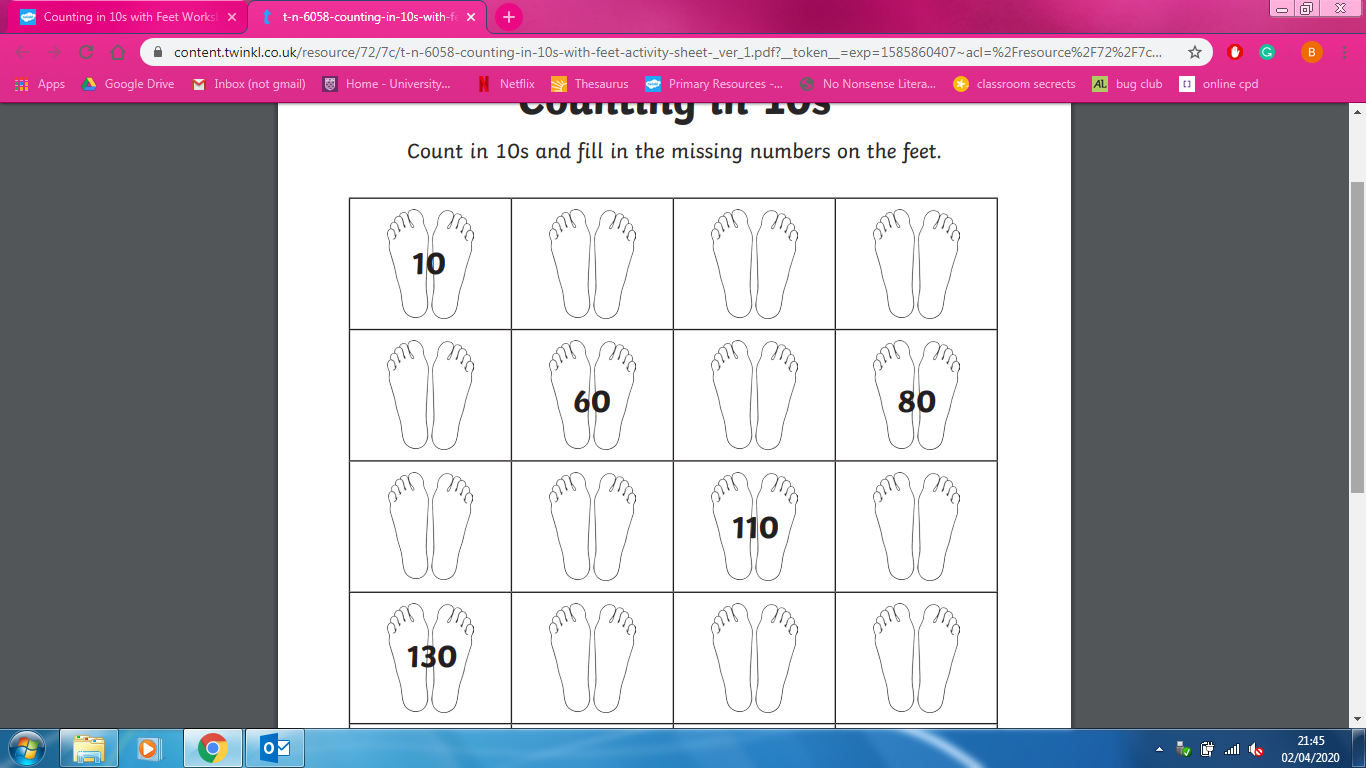 Counting in 10s with Feet Works
t-n-6058-counting-in-10s-with-fe
content.twinkl.co.uk/resource/72/7c/t-n-6058-counting-in-10s-with-feet-activity-sheet-_ver_1.pdf?__token__=exp=1585860407~acl=%2Fresource%2F72%2F7c...
B
Apps Google Drive Inbox (not gmail) Home - University... Netflix Thesaurus Primary Resources -... No Nonsense Litera... classroom secrects AL bug club online cpd
Counting in 10s
Count in 10s and fill in the missing numbers on the feet.
10
60 80
110
130
21:45
02/04/2020